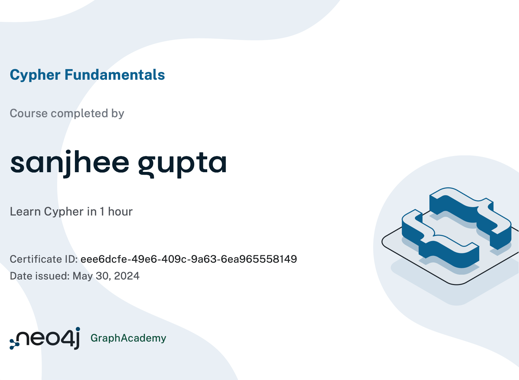 Cypher Fundamentals
Course completed by
sanjhee gupta
Learn Cypher in 1 hour
Certificate ID: eee6dcfe-49e6-409c-9a63-6ea965558149
Date issued: May 30, 2024
neo4j GraphAcademy